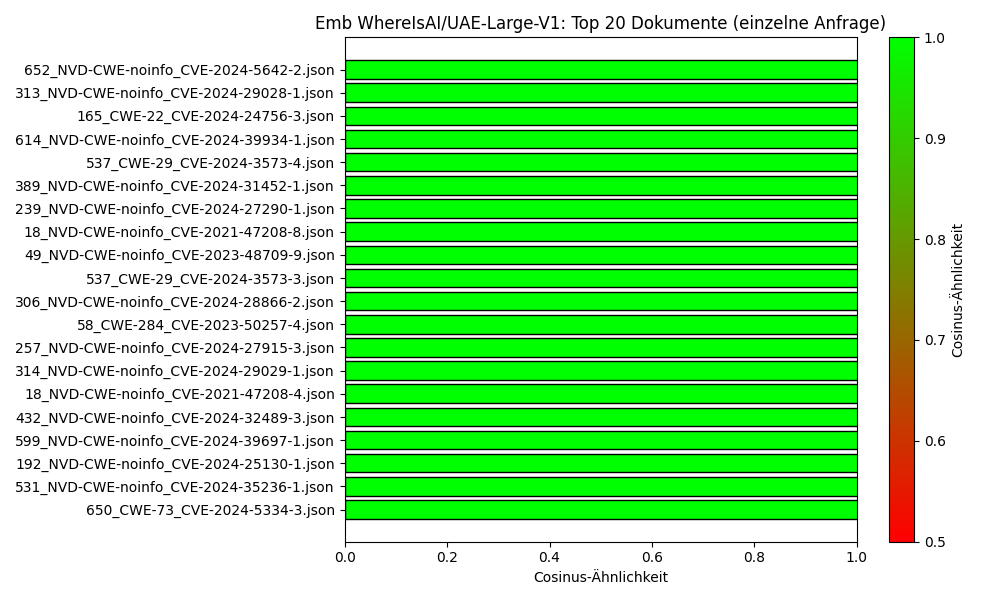 Emb WhereIsAI/UAE-Large-V1: Top 20 Dokumente (einzelne Anfrage)
652_NVD-CWE-noinfo_CVE-2024-5642-2.json
313_NVD-CWE-noinfo_CVE-2024-29028-1.json
165_CWE-22_CVE-2024-24756-3.json
614_NVD-CWE-noinfo_CVE-2024-39934-1.json
537_CWE-29_CVE-2024-3573-4.json
389_NVD-CWE-noinfo_CVE-2024-31452-1.json
239_NVD-CWE-noinfo_CVE-2024-27290-1.json
18_NVD-CWE-noinfo_CVE-2021-47208-8.json
49_NVD-CWE-noinfo_CVE-2023-48709-9.json
537_CWE-29_CVE-2024-3573-3.json
306_NVD-CWE-noinfo_CVE-2024-28866-2.json
58_CWE-284_CVE-2023-50257-4.json
257_NVD-CWE-noinfo_CVE-2024-27915-3.json
314_NVD-CWE-noinfo_CVE-2024-29029-1.json
18_NVD-CWE-noinfo_CVE-2021-47208-4.json
432_NVD-CWE-noinfo_CVE-2024-32489-3.json
599_NVD-CWE-noinfo_CVE-2024-39697-1.json
192_NVD-CWE-noinfo_CVE-2024-25130-1.json
531_NVD-CWE-noinfo_CVE-2024-35236-1.json
650_CWE-73_CVE-2024-5334-3.json
0.0 0.2 0.4 0.6 0.8 1.0
Cosinus-Ähnlichkeit
1.0
0.9
0.8
0.7
0.6
0.5
Cosinus-Ähnlichkeit